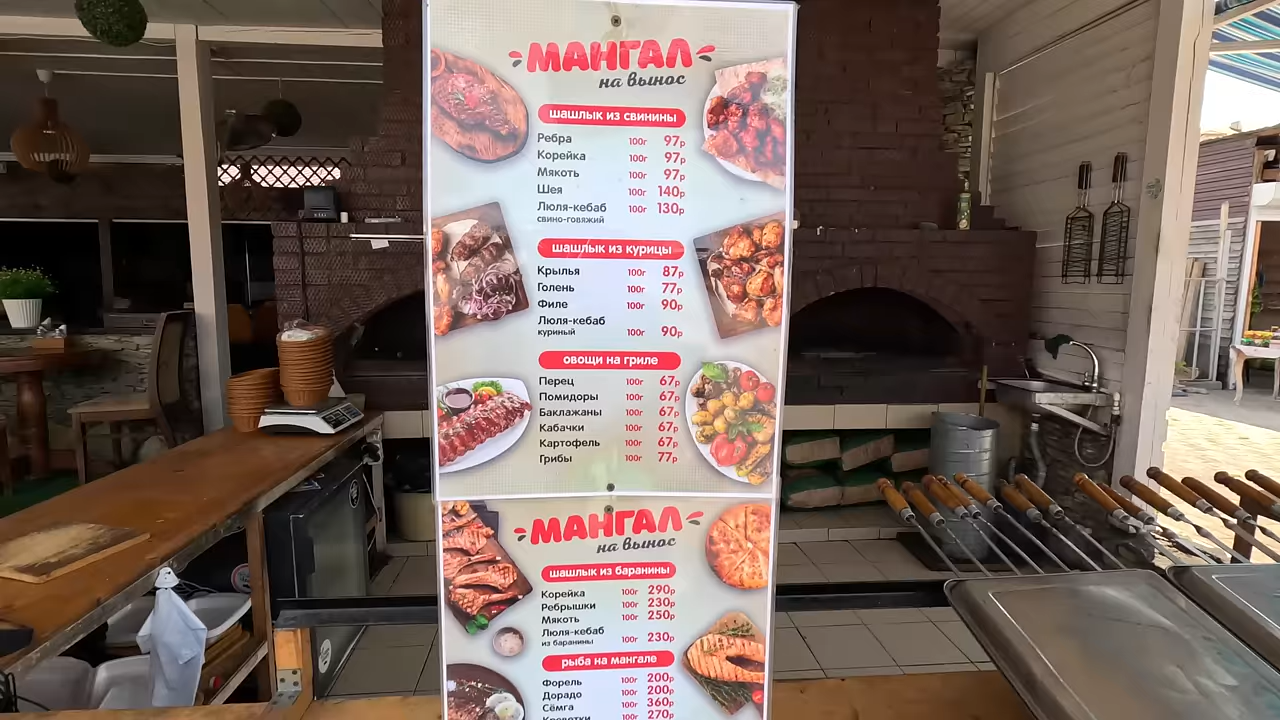 МАНГАЛ
на вынос
шашлык из свинины
Ребра 100г 97р
Корейка 100г 97р
Мякоть 100г 97р
Шея 100г 140р
Люля-кебаб 100г 130р
свино-говяжий
шашлык из курицы
Крылья 100г 87р
Голень 100г 77р
Филе 100г 90р
Люля-кебаб
куриный 100г 90р
овощи на гриле
Перец 100г 67р
Помидоры 100г 67р
Баклажаны 100г 67р
Кабачки 100г 67р
Картофель 100г 67р
Грибы 100г 77р
МАНГАЛ
на вынос
шашлык из баранины
Корейка 100г 290р
Ребрышки 100г 230р
Мякоть 100г 250р
Люля-кебаб
из баранины 100г 230р
рыба на мангале
Форель 100г 200р
Дорадо 100г 200р
Сёмга 100г 360р
Креветки 100г 270р